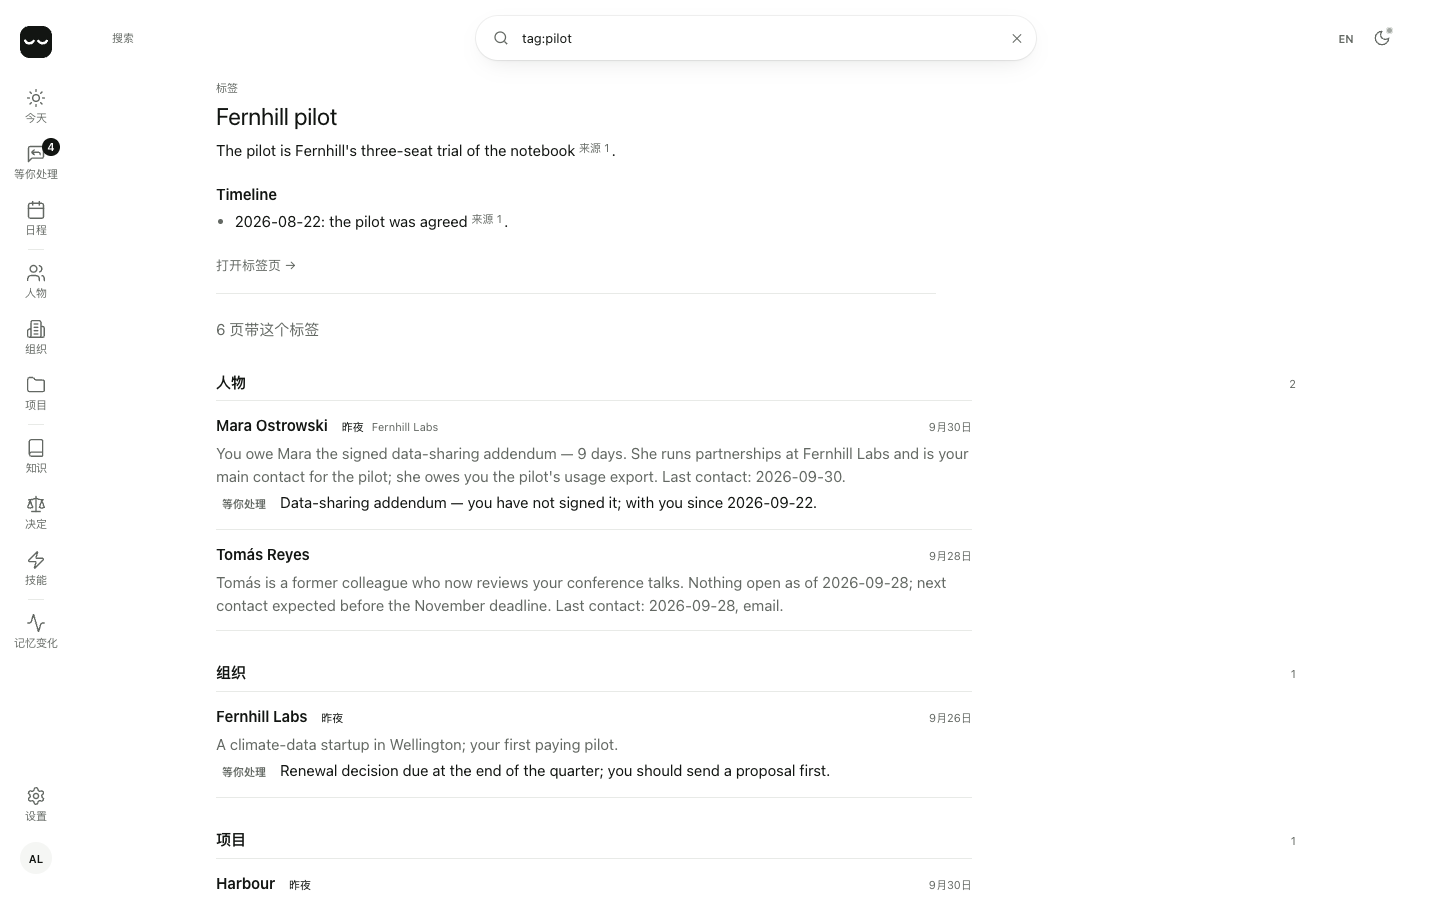 搜索
tag:pilot
EN
今天
4
等你处理
日程
人物
组织
项目
知识
决定
技能
记忆变化
设置
AL
标签
Fernhill pilot
The pilot is Fernhill's three-seat trial of the notebook 来源 1 .
Timeline
• 2026-08-22: the pilot was agreed 来源 1 .
打开标签页 →
6 页带这个标签
人物 2
Mara Ostrowski 昨夜 Fernhill Labs 9月30日
You owe Mara the signed data-sharing addendum — 9 days. She runs partnerships at Fernhill Labs and is your
main contact for the pilot; she owes you the pilot's usage export. Last contact: 2026-09-30.
等你处理 Data-sharing addendum — you have not signed it; with you since 2026-09-22.
Tomás Reyes 9月28日
Tomás is a former colleague who now reviews your conference talks. Nothing open as of 2026-09-28; next
contact expected before the November deadline. Last contact: 2026-09-28, email.
组织 1
Fernhill Labs 昨夜 9月26日
A climate-data startup in Wellington; your first paying pilot.
等你处理 Renewal decision due at the end of the quarter; you should send a proposal first.
项目 1
Harbour 昨夜 9月30日